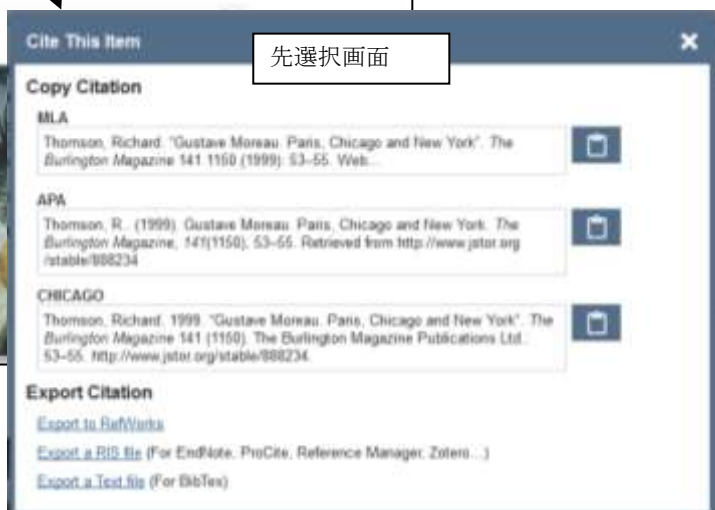 Cite This Item
先選択画面
Copy Citation
MLA
Thomson, Richard. "Gustave Moreau. Paris, Chicago and New York". The
Burlington Magazine 141.1150 (1999): 53–55. Web...
APA
Thomson, R.. (1999). Gustave Moreau. Paris, Chicago and New York. The
Burlington Magazine, 141(1150), 53–55. Retrieved from http://www.jstor.org
/stable/888234
CHICAGO
Thomson, Richard. 1999. "Gustave Moreau. Paris, Chicago and New York". The
Burlington Magazine 141 (1150). The Burlington Magazine Publications Ltd.:
53–55. http://www.jstor.org/stable/888234.
Export Citation
Export to RefWorks
Export a RIS file (For EndNote, ProCite, Reference Manager, Zotero...)
Export a Text file (For BibTex)